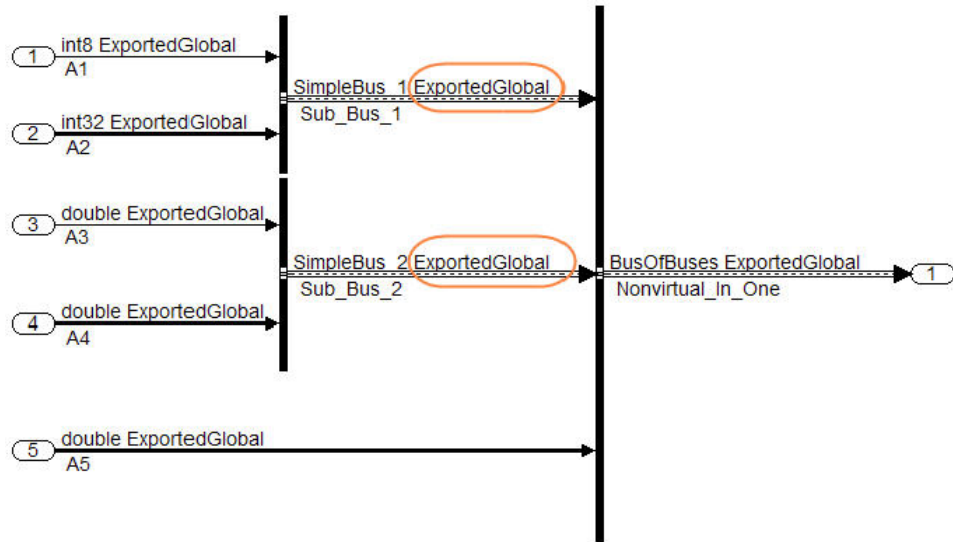 1
int8 ExportedGlobal
A1
2
int32 ExportedGlobal
A2
SimpleBus_1 ExportedGlobal
Sub_Bus_1
3
double ExportedGlobal
A3
4
double ExportedGlobal
A4
SimpleBus_2 ExportedGlobal
Sub_Bus_2
5
double ExportedGlobal
A5
BusOfBuses ExportedGlobal
Nonvirtual_In_One
1